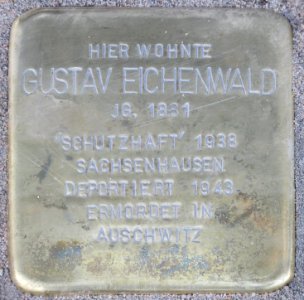 HIER WOHNTE
GUSTAV EICHENWALD
JG. 1881
"SCHUTZHAFT" 1938
SACHSENHAUSEN
DEPORTIERT 1943
ERMORDET IN
AUSCHWITZ